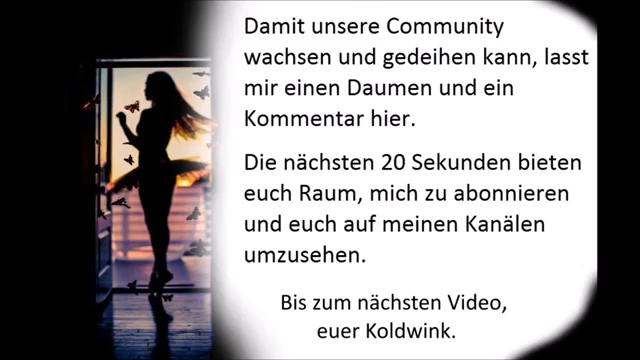 Damit unsere Community
wachsen und gedeihen kann, lasst
mir einen Daumen und ein
Kommentar hier.
Die nächsten 20 Sekunden bieten
euch Raum, mich zu abonnieren
und euch auf meinen Kanälen
umzusehen.
Bis zum nächsten Video,
euer Koldwink.